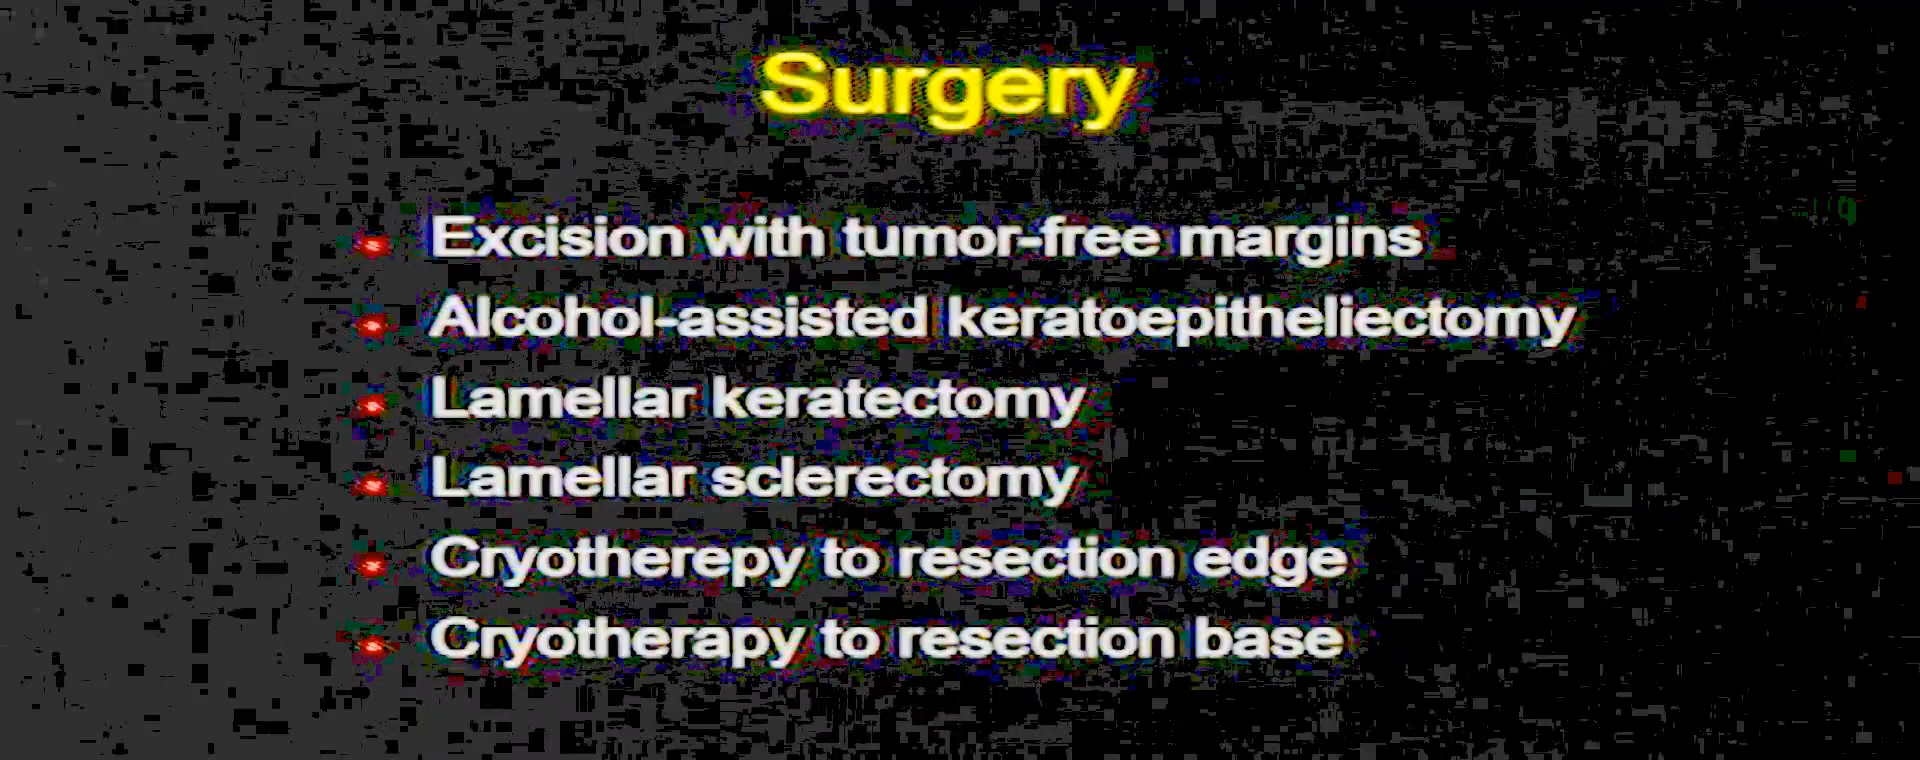 Surgery
Excision with tumor-free margins
Alcohol-assisted keratoepitheliectomy
Lamellar keratectomy
Lamellar sclerectomy
Cryotherepy to resection edge
Cryotherapy to resection base